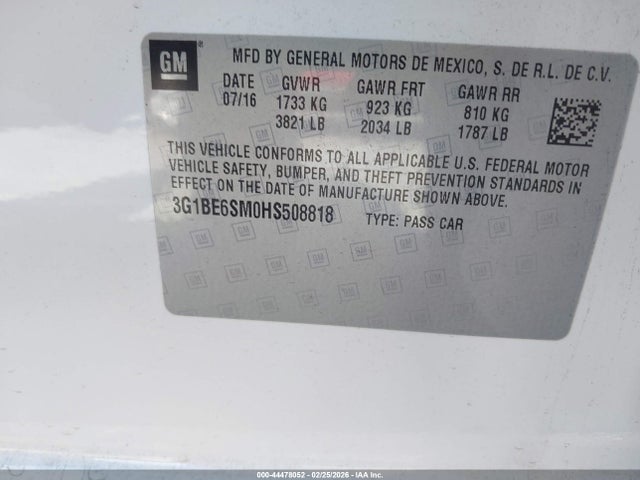 GM
MFD BY GENERAL MOTORS DE MEXICO, S. DE R.L. DE C.V.
DATE GVWR GAWR FRT GAWR RR
07/16 1733 KG 923 KG 810 KG
3821 LB 2034 LB 1787 LB
THIS VEHICLE CONFORMS TO ALL APPLICABLE U.S. FEDERAL MOTOR
VEHICLE SAFETY, BUMPER, AND THEFT PREVENTION STANDARDS IN
EFFECT ON THE DATE OF MANUFACTURE SHOWN ABOVE.
3G1BE6SM0HS508818 TYPE: PASS CAR
000-44478052 / 02/25/2026 - IAA Inc.